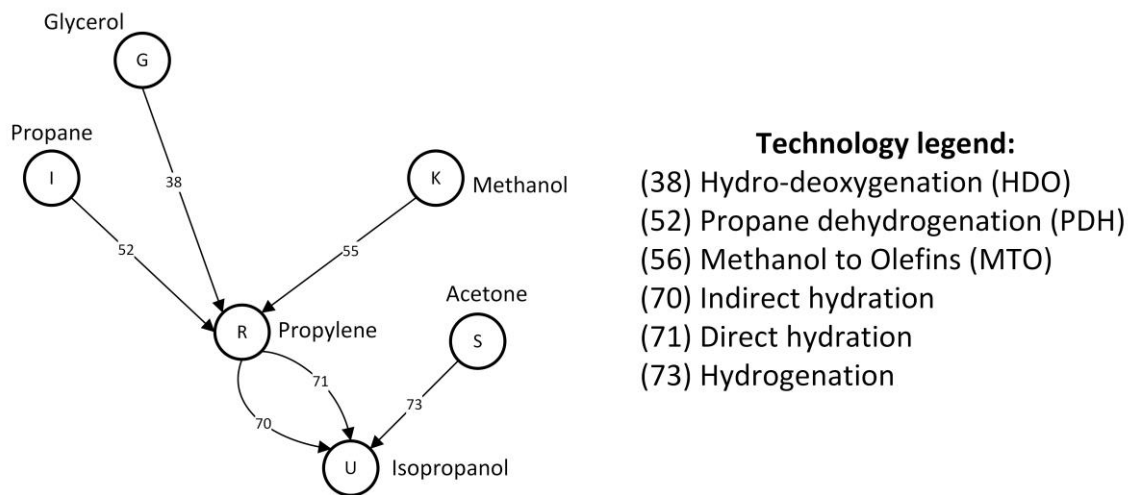 Glycerol
G
Propane
I
38
K
Methanol
52
55
Acetone
R
Propylene
S
71
73
70
U
Isopropanol
Technology legend:
(38) Hydro-deoxygenation (HDO)
(52) Propane dehydrogenation (PDH)
(56) Methanol to Olefins (MTO)
(70) Indirect hydration
(71) Direct hydration
(73) Hydrogenation